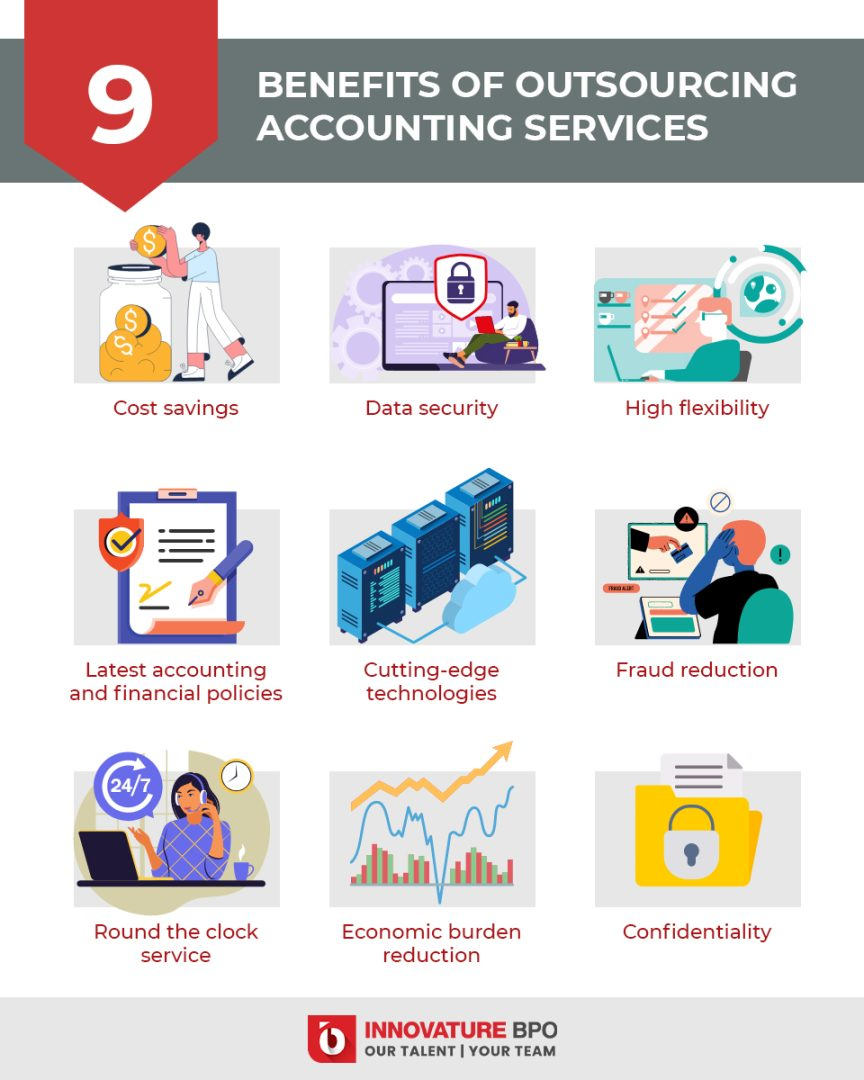 9
BENEFITS OF OUTSOURCING
ACCOUNTING SERVICES
Cost savings
Data security
High flexibility
Latest accounting
and financial policies
Cutting-edge
technologies
FRAUD ALERT
Fraud reduction
24/7
Round the clock
service
Economic burden
reduction
Confidentiality
INNOVATURE BPO
OUR TALENT | YOUR TEAM